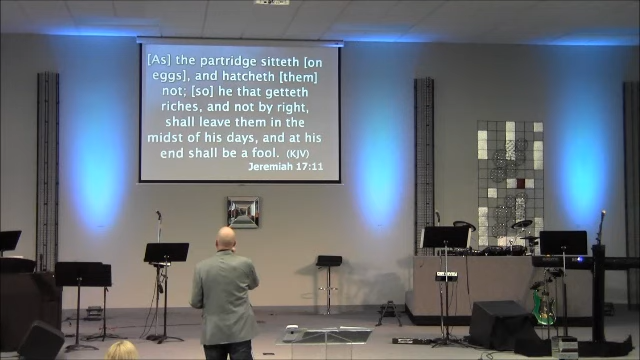 [As] the partridge sitteth [on
eggs], and hatcheth [them]
not; [so] he that getteth
riches, and not by right,
shall leave them in the
midst of his days, and at his
end shall be a fool. (KJV)
Jeremiah 17:11